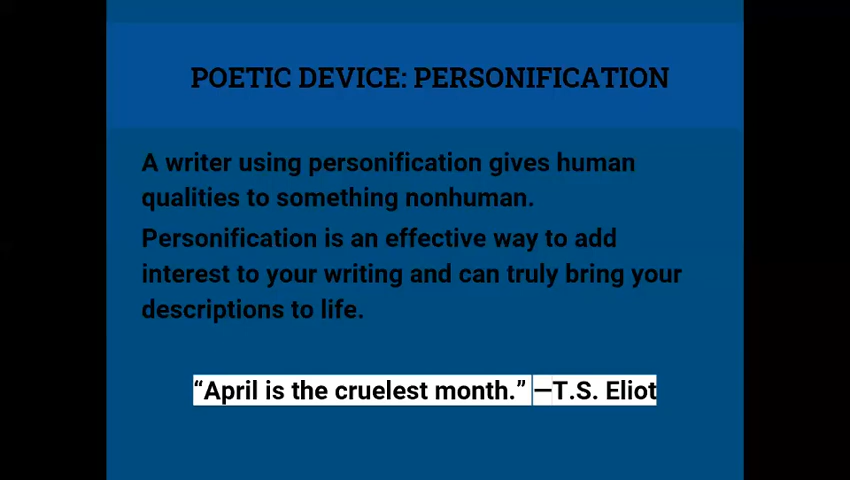 POETIC DEVICE: PERSONIFICATION
A writer using personification gives human
qualities to something nonhuman.
Personification is an effective way to add
interest to your writing and can truly bring your
descriptions to life.
“April is the cruelest month.” —T.S. Eliot